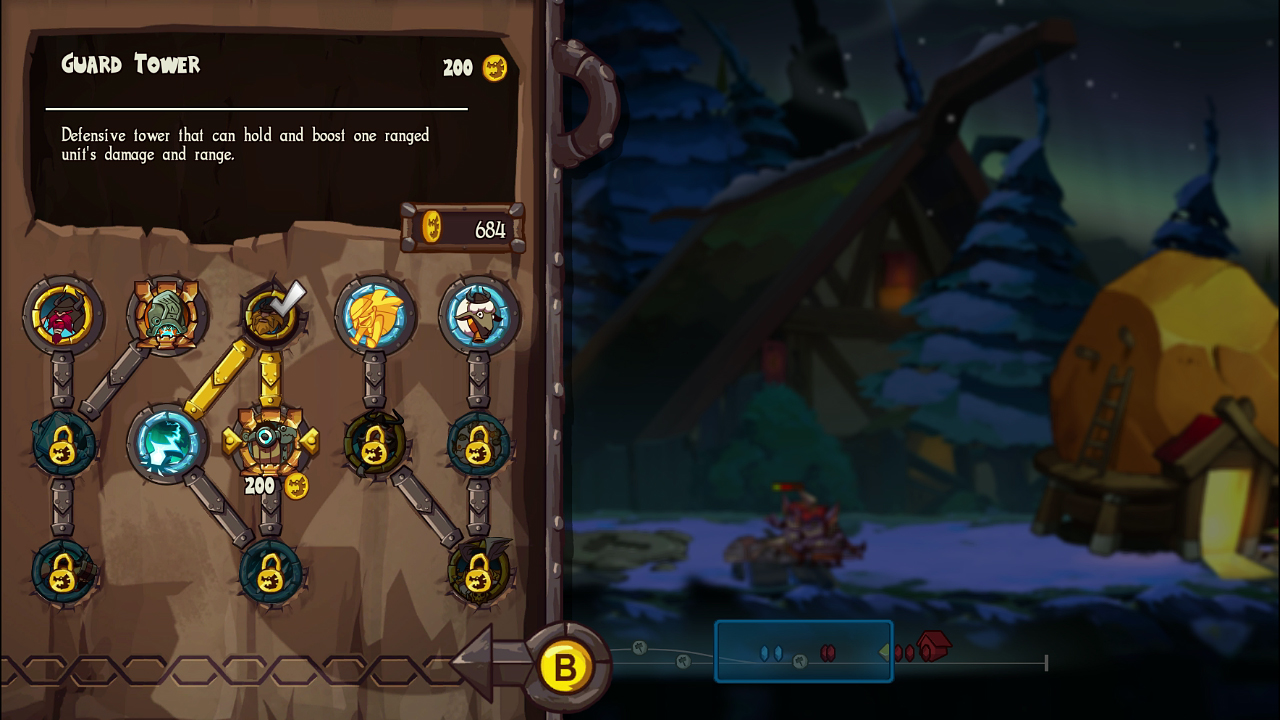 Guard Tower
200
Defensive tower that can hold and boost one ranged
unit's damage and range.
684
200
B